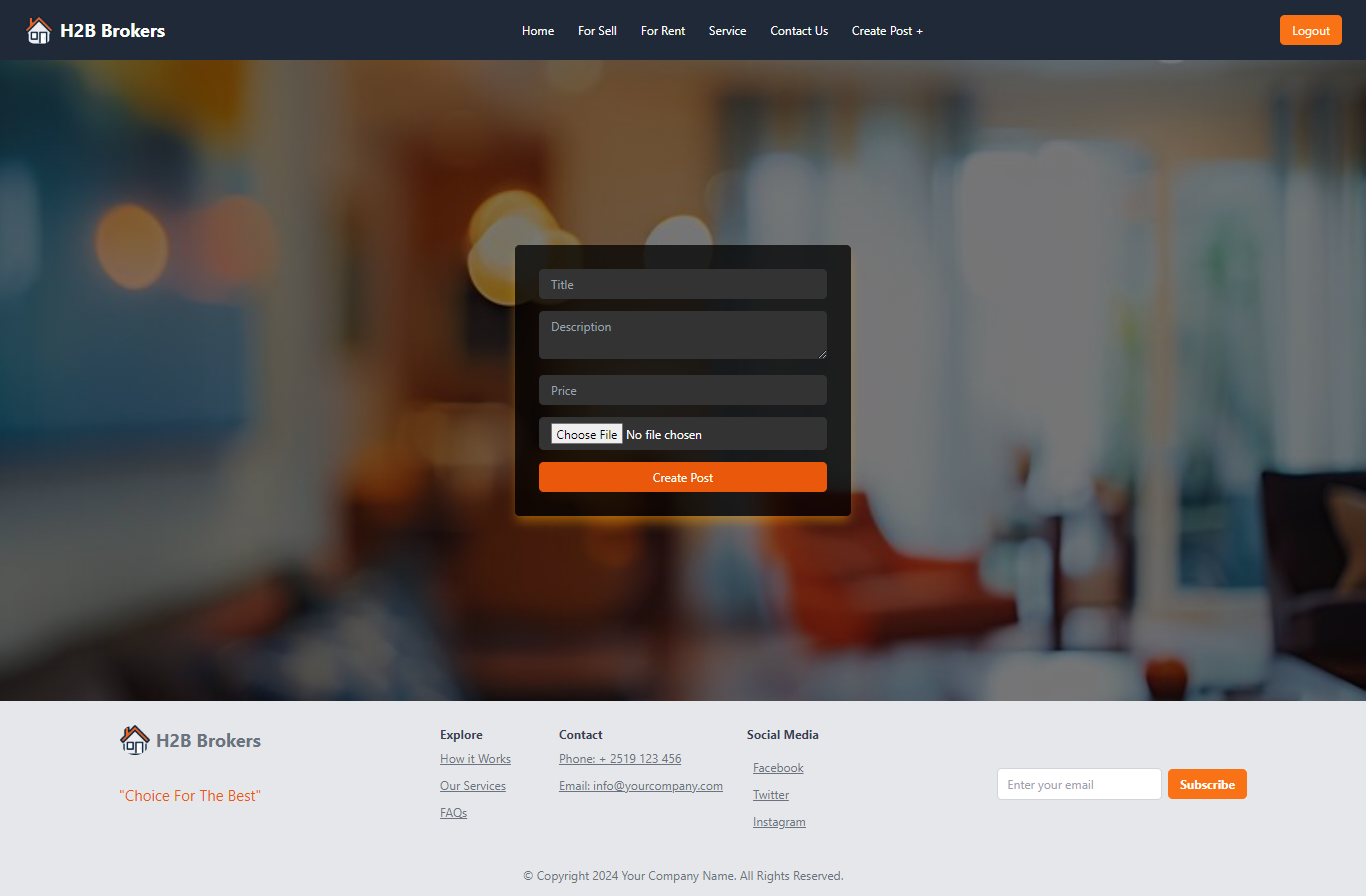 H2B Brokers
Home For Sell For Rent Service Contact Us Create Post +
Logout
Title
Description
Price
Choose File No file chosen
Create Post
H2B Brokers
"Choice For The Best"
Explore
How it Works
Our Services
FAQs
Contact
Phone: + 2519 123 456
Email: info@yourcompany.com
Social Media
Facebook
Twitter
Instagram
Enter your email
Subscribe
© Copyright 2024 Your Company Name. All Rights Reserved.